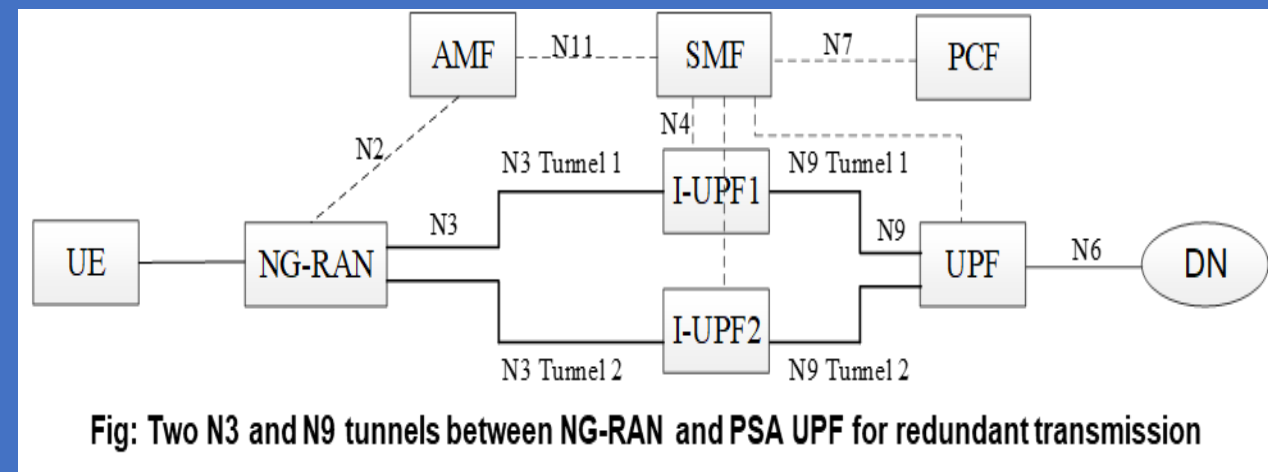 AMF
N11
SMF
N7
PCF
N2
N4
N3 Tunnel 1
I-UPF1
N9 Tunnel 1
UE
NG-RAN
N3
N9
UPF
N6
DN
I-UPF2
N3 Tunnel 2
N9 Tunnel 2
Fig: Two N3 and N9 tunnels between NG-RAN and PSA UPF for redundant transmission